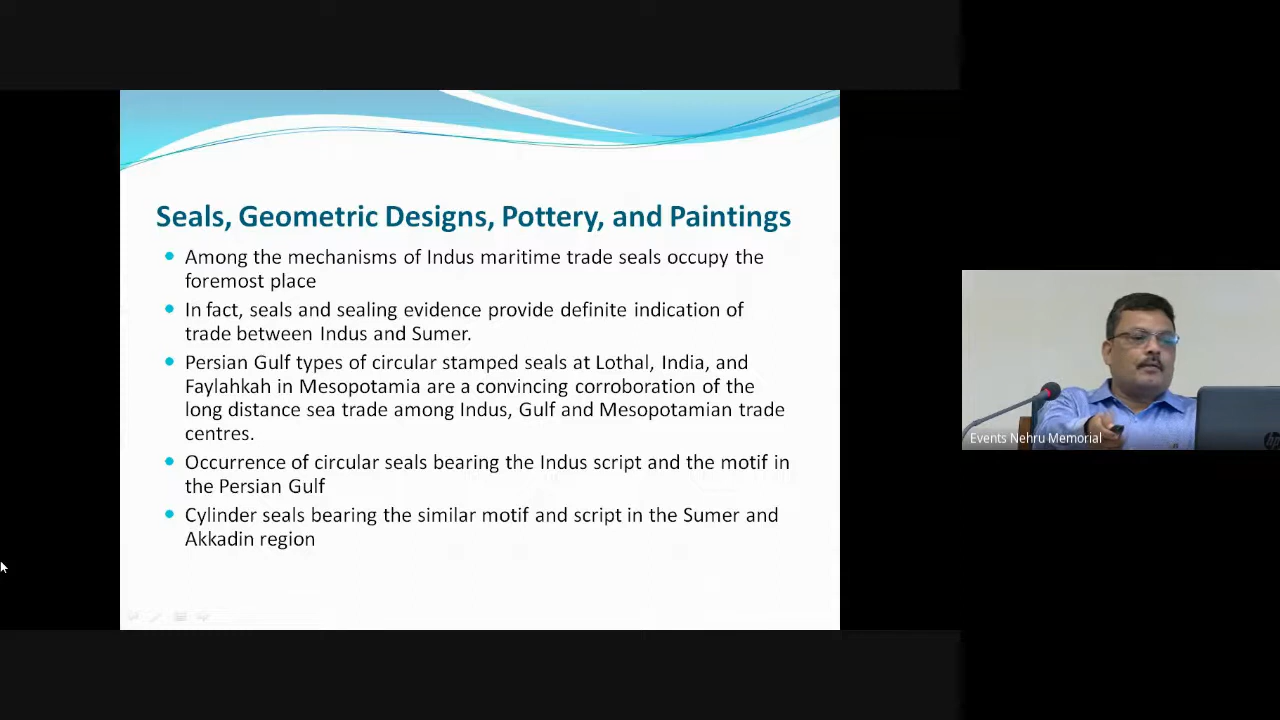 Seals, Geometric Designs, Pottery, and Paintings
Among the mechanisms of Indus maritime trade seals occupy the
foremost place
In fact, seals and sealing evidence provide definite indication of
trade between Indus and Sumer.
Persian Gulf types of circular stamped seals at Lothal, India, and
Faylahkah in Mesopotamia are a convincing corroboration of the
long distance sea trade among Indus, Gulf and Mesopotamian trade
centres.
Occurrence of circular seals bearing the Indus script and the motif in
the Persian Gulf
Cylinder seals bearing the similar motif and script in the Sumer and
Akkadin region
Events Nehru Memorial
hp